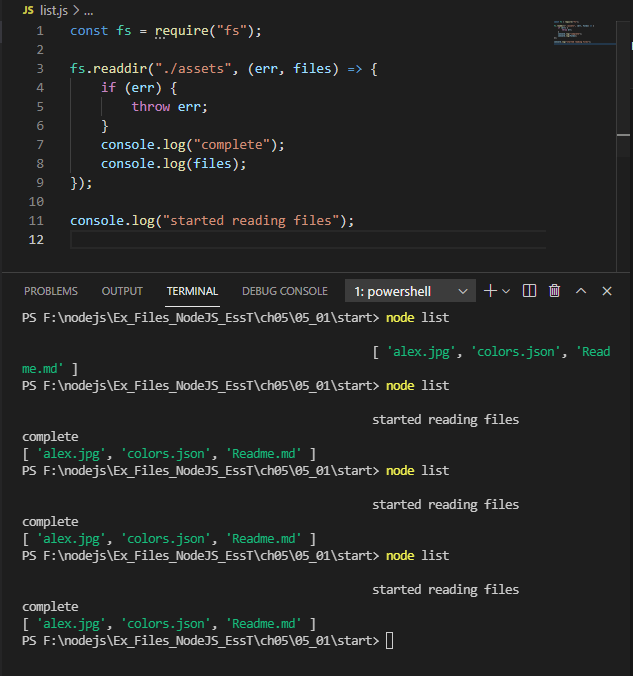 JS list.js > ...
1 const fs = require("fs");
2
3 fs.readdir("./assets", (err, files) => {
4 if (err) {
5 throw err;
6 }
7 console.log("complete");
8 console.log(files);
9 });
10
11 console.log("started reading files");
12
PROBLEMS OUTPUT TERMINAL DEBUG CONSOLE 1: powershell
PS F:\nodejs\Ex_Files_NodeJS_EssT\ch05\05_01\start> node list
[ 'alex.jpg', 'colors.json', 'Read
me.md' ]
PS F:\nodejs\Ex_Files_NodeJS_EssT\ch05\05_01\start> node list
started reading files
complete
[ 'alex.jpg', 'colors.json', 'Readme.md' ]
PS F:\nodejs\Ex_Files_NodeJS_EssT\ch05\05_01\start> node list
started reading files
complete
[ 'alex.jpg', 'colors.json', 'Readme.md' ]
PS F:\nodejs\Ex_Files_NodeJS_EssT\ch05\05_01\start> node list
started reading files
complete
[ 'alex.jpg', 'colors.json', 'Readme.md' ]
PS F:\nodejs\Ex_Files_NodeJS_EssT\ch05\05_01\start>